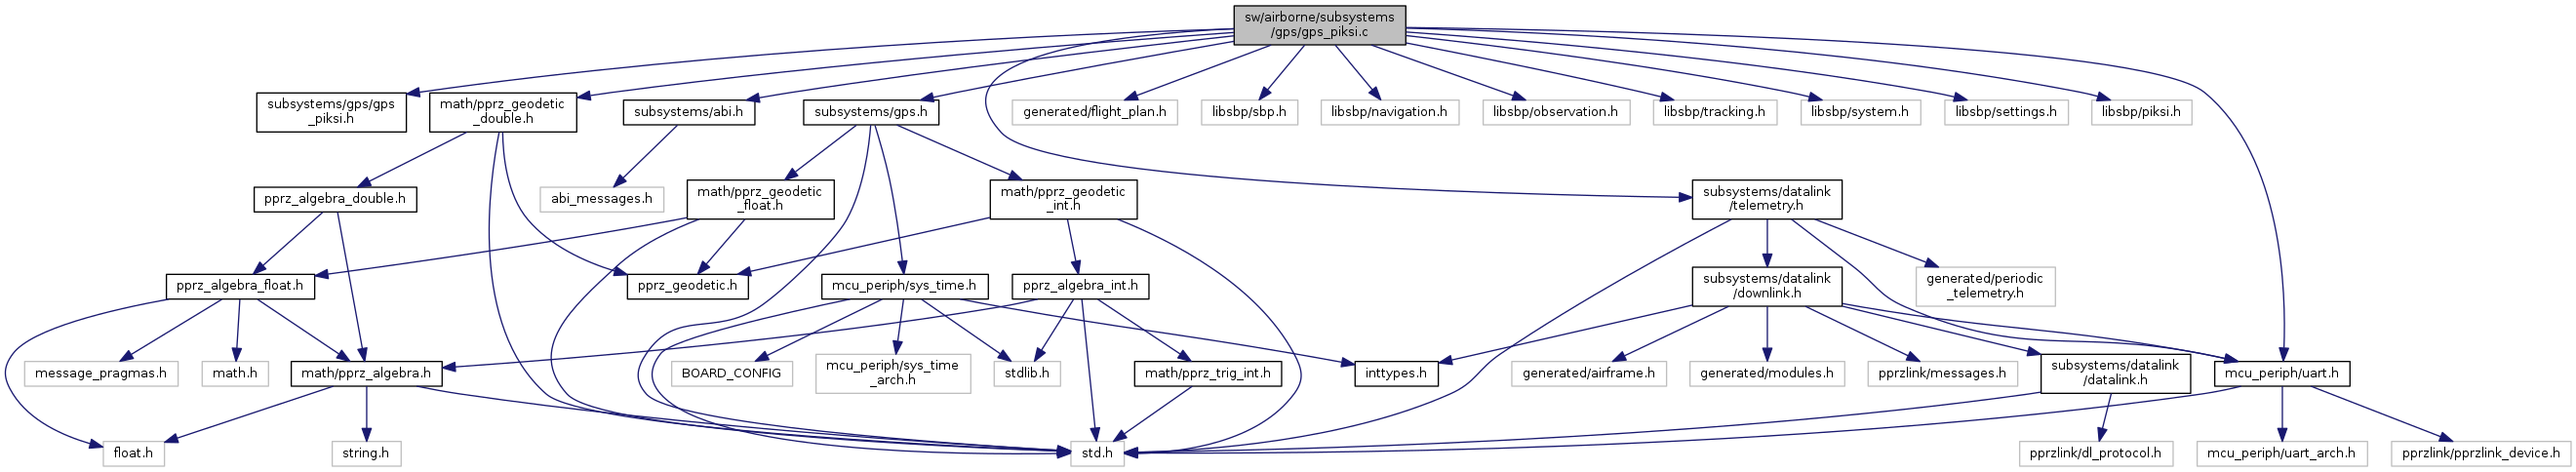 sw/airborne/subsystems
/gps/gps_piksi.c
subsystems/gps/gps
_piksi.h
math/pprz_geodetic
_double.h
subsystems/abi.h
subsystems/gps.h
generated/flight_plan.h
libsbp/sbp.h
libsbp/navigation.h
libsbp/observation.h
libsbp/tracking.h
libsbp/system.h
libsbp/settings.h
libsbp/piksi.h
pprz_algebra_double.h
abi_messages.h
math/pprz_geodetic
_float.h
math/pprz_geodetic
_int.h
subsystems/datalink
/telemetry.h
pprz_algebra_float.h
pprz_geodetic.h
mcu_periph/sys_time.h
pprz_algebra_int.h
subsystems/datalink
/downlink.h
generated/periodic
_telemetry.h
message_pragmas.h
math.h
math/pprz_algebra.h
BOARD_CONFIG
mcu_periph/sys_time
_arch.h
stdlib.h
math/pprz_trig_int.h
inttypes.h
generated/airframe.h
generated/modules.h
pprzlink/messages.h
subsystems/datalink
/datalink.h
mcu_periph/uart.h
float.h
string.h
std.h
pprzlink/dl_protocol.h
mcu_periph/uart_arch.h
pprzlink/pprzlink_device.h